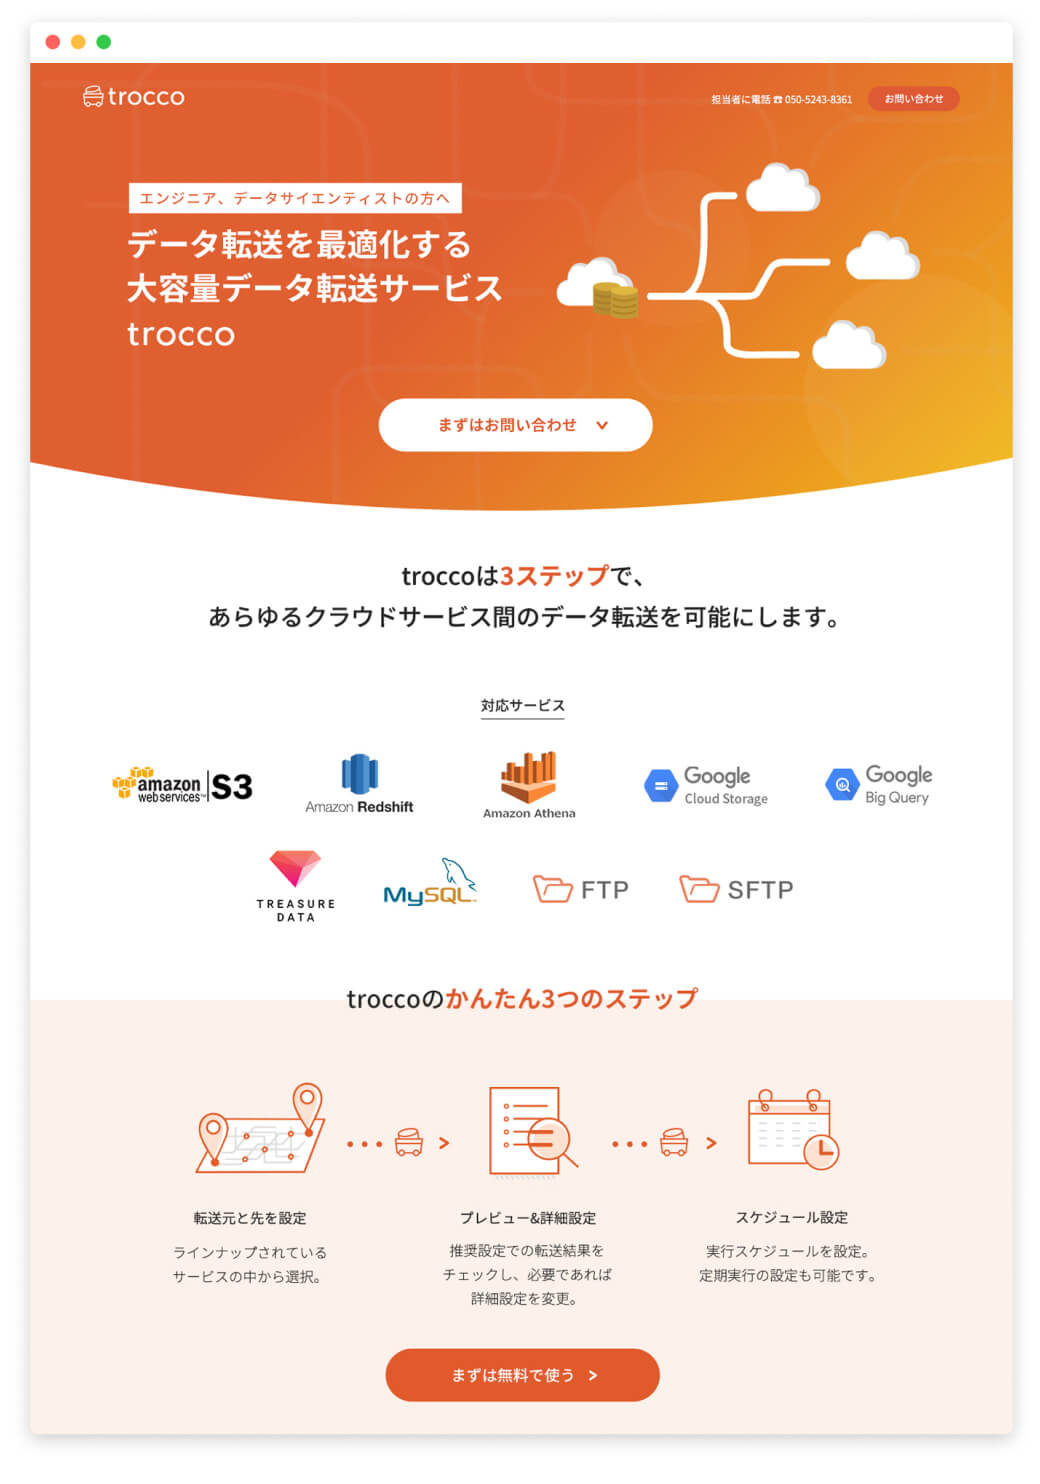 trocco
担当者に電話 ☎ 050-5243-8361
お問い合わせ
エンジニア、データサイエンティストの方へ
データ転送を最適化する
大容量データ転送サービス
trocco
まずはお問い合わせ
troccoは3ステップで、
あらゆるクラウドサービス間のデータ転送を可能にします。
対応サービス
amazon
web services™ S3
Amazon Redshift
Amazon Athena
Google
Cloud Storage
Google
Big Query
TREASURE
DATA
MySQL™
FTP
SFTP
troccoのかんたん3つのステップ
転送元と先を設定
ラインナップされている
サービスの中から選択。
プレビュー&詳細設定
推奨設定での転送結果を
チェックし、必要であれば
詳細設定を変更。
スケジュール設定
実行スケジュールを設定。
定期実行の設定も可能です。
まずは無料で使う